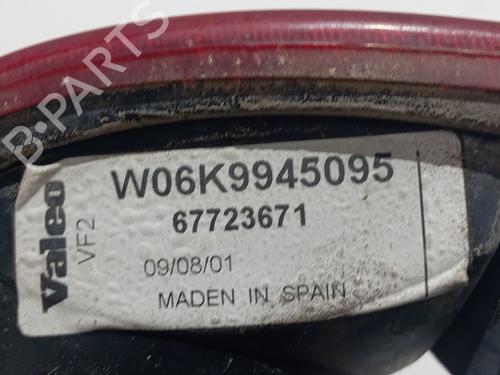 B-PARTS
Valeo
VF2
W06K9945095
67723671
09/08/01
MADEN IN SPAIN